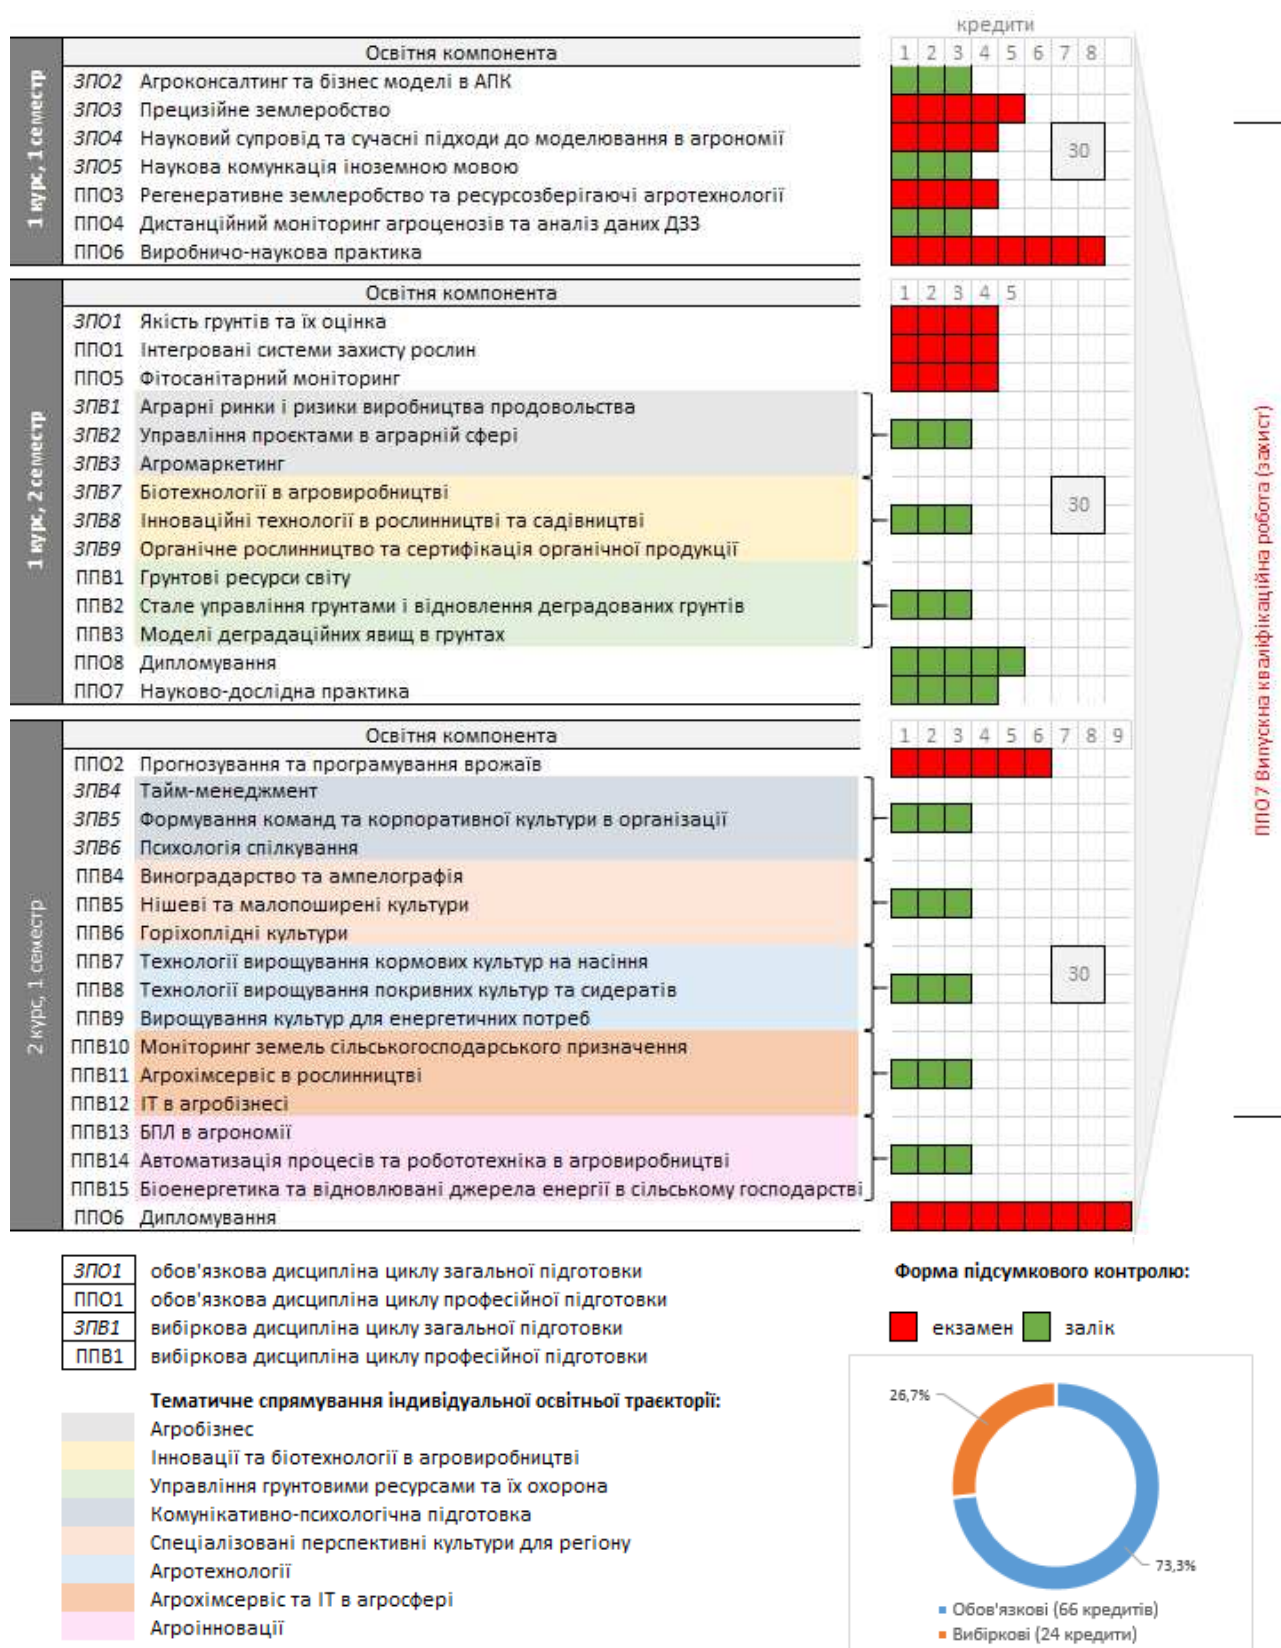 кредити
Освітня компонента 1 2 3 4 5 6 7 8
1 курс, 1 семестр
ЗПО2 Агроконсалтинг та бізнес моделі в АПК
ЗПО3 Прецизійне землеробство
ЗПО4 Науковий супровід та сучасні підходи до моделювання в агрономії
30
ЗПО5 Наукова комункація іноземною мовою
ППО3 Регенеративне землеробство та ресурсозберігаючі агротехнології
ППО4 Дистанційний моніторинг агроценозів та аналіз даних ДЗЗ
ППО6 Виробничо-наукова практика
Освітня компонента 1 2 3 4 5
1 курс, 2 семестр
ЗПО1 Якість грунтів та їх оцінка
ППО1 Інтегровані системи захисту рослин
ППО5 Фітосанітарний моніторинг
ЗПВ1 Аграрні ринки і ризики виробництва продовольства
ЗПВ2 Управління проєктами в аграрній сфері
ЗПВ3 Агромаркетинг
ЗПВ7 Біотехнології в агровиробництві
30
ЗПВ8 Інноваційні технології в рослинництві та садівництві
ЗПВ9 Органічне рослинництво та сертифікація органічної продукції
ППВ1 Грунтові ресурси світу
ППВ2 Стале управління грунтами і відновлення деградованих грунтів
ППВ3 Моделі деградаційних явищ в грунтах
ППО8 Дипломування
ППО7 Науково-дослідна практика
Освітня компонента 1 2 3 4 5 6 7 8 9
2 курс, 1 семестр
ППО2 Прогнозування та програмування врожаїв
ЗПВ4 Тайм-менеджмент
ЗПВ5 Формування команд та корпоративної культури в організації
ЗПВ6 Психологія спілкування
ППВ4 Виноградарство та ампелографія
ППВ5 Нішеві та малопоширені культури
ППВ6 Горіхоплідні культури
ППВ7 Технології вирощування кормових культур на насіння
30
ППВ8 Технології вирощування покривних культур та сидератів
ППВ9 Вирощування культур для енергетичних потреб
ППВ10 Моніторинг земель сільськогосподарського призначення
ППВ11 Агрохімсервіс в рослинництві
ППВ12 ІТ в агробізнесі
ППВ13 БПЛ в агрономії
ППВ14 Автоматизація процесів та робототехніка в агровиробництві
ППВ15 Біоенергетика та відновлювані джерела енергії в сільському господарстві
ППО6 Дипломування
ППО7 Випускна кваліфікаційна робота (захист)
ЗПО1 обов'язкова дисципліна циклу загальної підготовки
ППО1 обов'язкова дисципліна циклу професійної підготовки
ЗПВ1 вибіркова дисципліна циклу загальної підготовки
ППВ1 вибіркова дисципліна циклу професійної підготовки
Форма підсумкового контролю:
екзамен залік
Тематичне спрямування індивідуальної освітньої траєкторії:
Агробізнес
Інновації та біотехнології в агровиробництві
Управління грунтовими ресурсами та їх охорона
Комунікативно-психологічна підготовка
Спеціалізовані перспективні культури для регіону
Агротехнології
Агрохімсервіс та ІТ в агросфері
Агроінновації
26,7%
73,3%
Обов'язкові (66 кредитів)
Вибіркові (24 кредити)